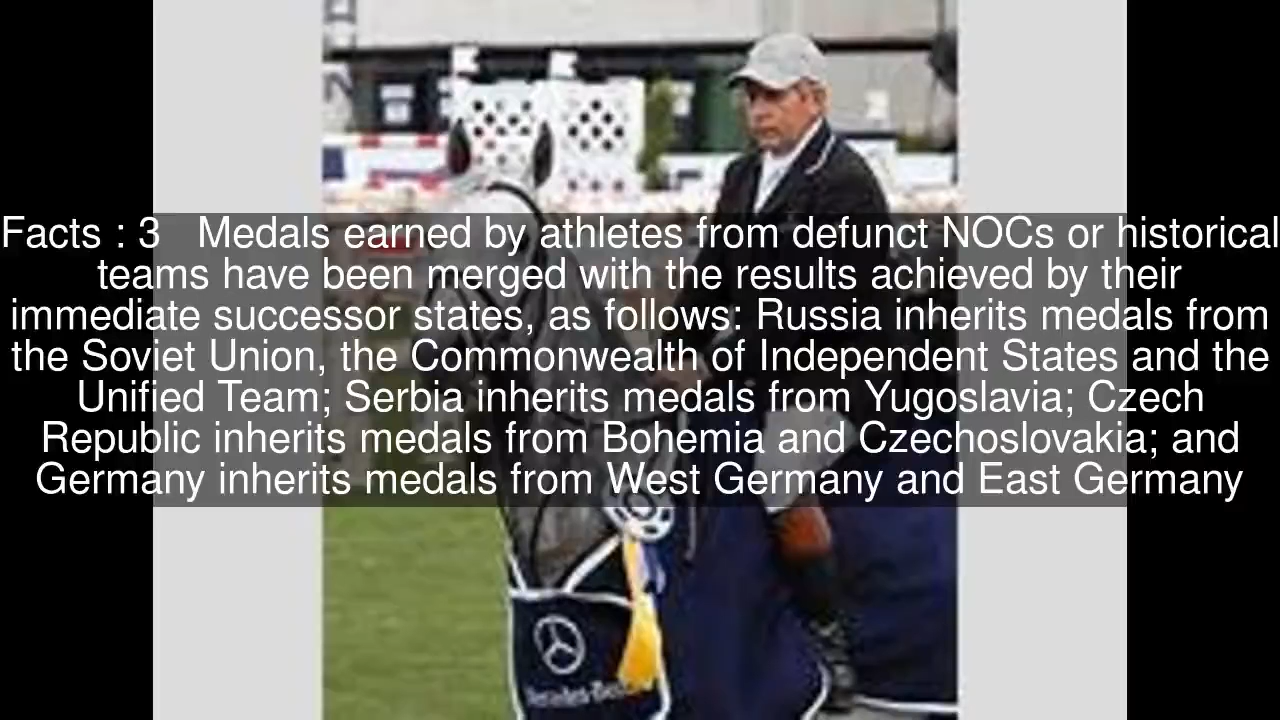 Facts : 3 Medals earned by athletes from defunct NOCs or historical
teams have been merged with the results achieved by their
immediate successor states, as follows: Russia inherits medals from
the Soviet Union, the Commonwealth of Independent States and the
Unified Team; Serbia inherits medals from Yugoslavia; Czech
Republic inherits medals from Bohemia and Czechoslovakia; and
Germany inherits medals from West Germany and East Germany
Mercedes-Benz